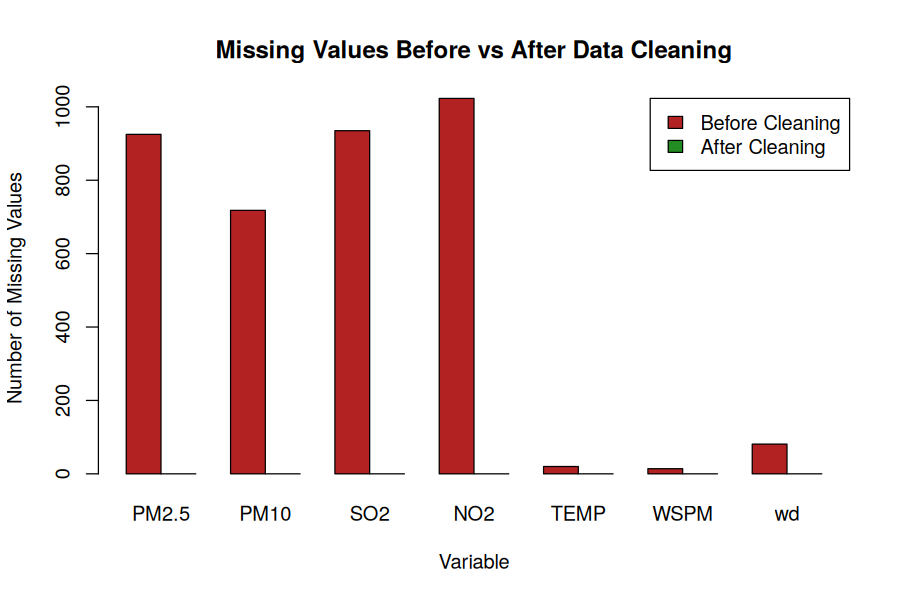 Missing Values Before vs After Data Cleaning
Before Cleaning
After Cleaning
Number of Missing Values
1000
800
600
400
200
0
PM2.5 PM10 SO2 NO2 TEMP WSPM wd
Variable